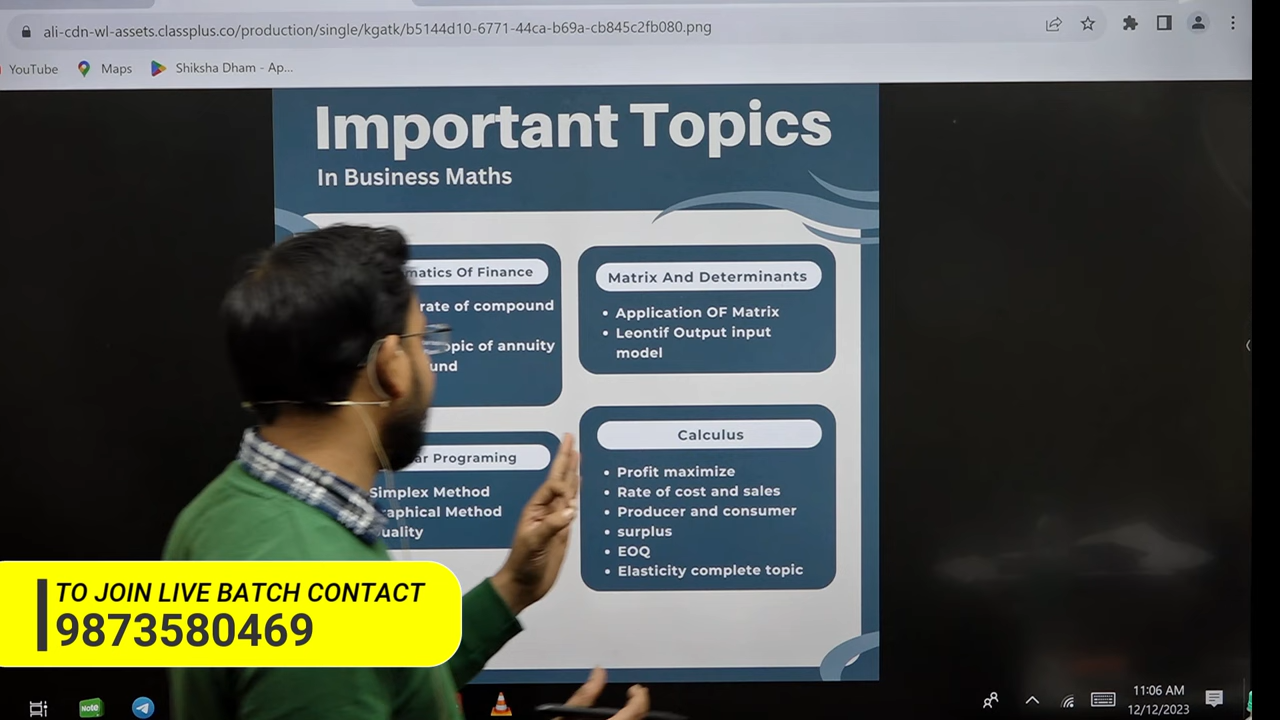 ali-cdn-wl-assets.classplus.co/production/single/kgatk/b5144d10-6771-44ca-b69a-cb845c2fb080.png
YouTube
Maps
Shiksha Dham - Ap...
Important Topics
In Business Maths
matics Of Finance
rate of compound
opic of annuity
und
Matrix And Determinants
• Application OF Matrix
• Leontif Output input
model
ar Programing
Simplex Method
raphical Method
uality
Calculus
• Profit maximize
• Rate of cost and sales
• Producer and consumer
• surplus
• EOQ
• Elasticity complete topic
TO JOIN LIVE BATCH CONTACT
9873580469
Note
11:06 AM
12/12/2023